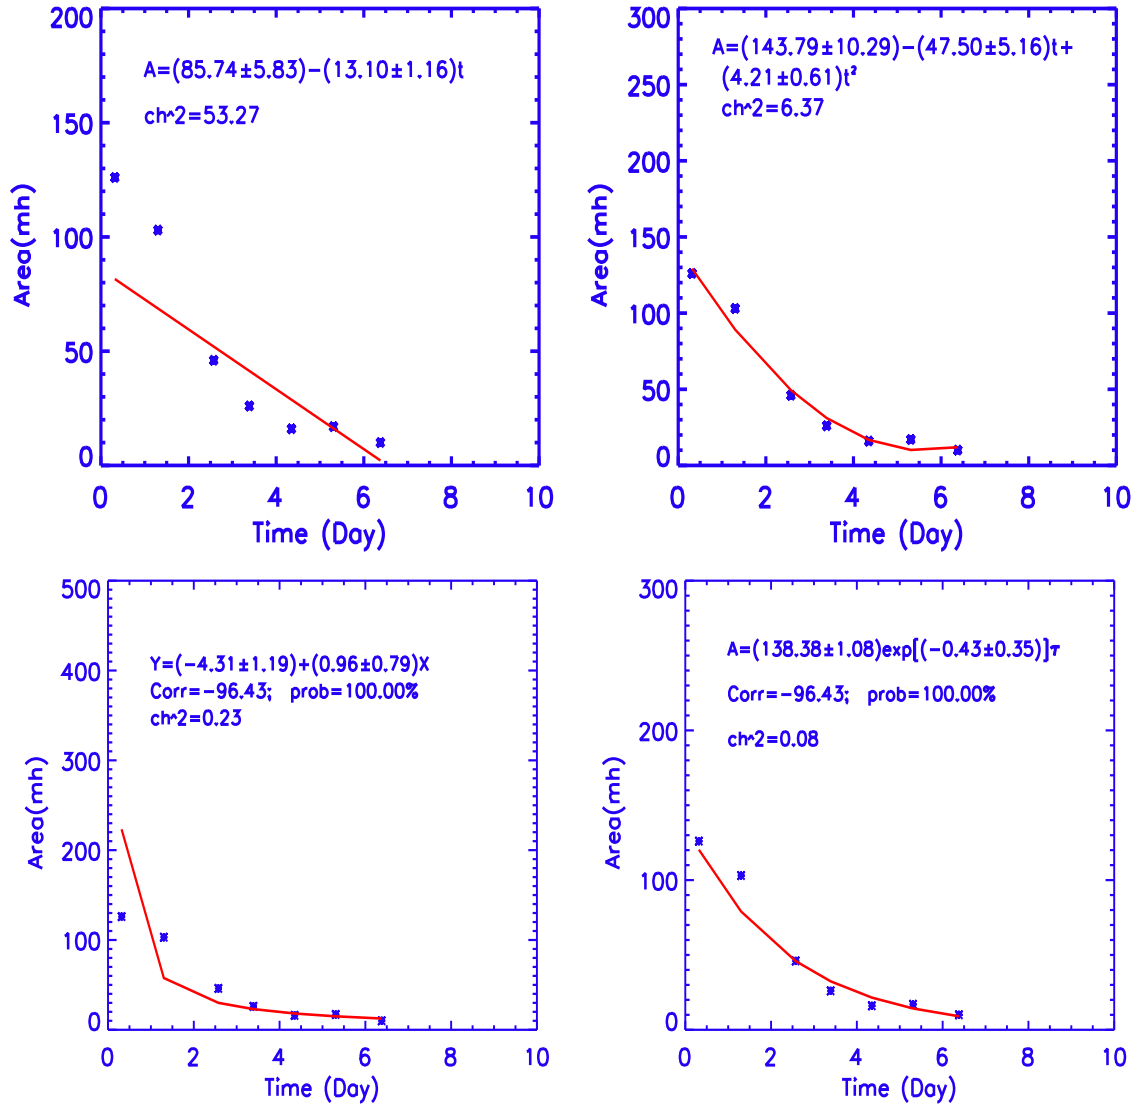 200
150
100
50
0
A=(85.74±5.83)−(13.10±1.16)t
ch^2=53.27
Area(mh)
0 2 4 6 8 10
Time (Day)
300
250
200
150
100
50
0
A=(143.79±10.29)−(47.50±5.16)t+
(4.21±0.61)t²
ch^2=6.37
Area(mh)
0 2 4 6 8 10
Time (Day)
500
400
300
200
100
0
Y=(−4.31±1.19)+(0.96±0.79)X
Corr=−96.43; prob=100.00%
ch^2=0.23
Area(mh)
0 2 4 6 8 10
Time (Day)
300
200
100
0
A=(138.38±1.08)exp[(−0.43±0.35)]τ
Corr=−96.43; prob=100.00%
ch^2=0.08
Area(mh)
0 2 4 6 8 10
Time (Day)